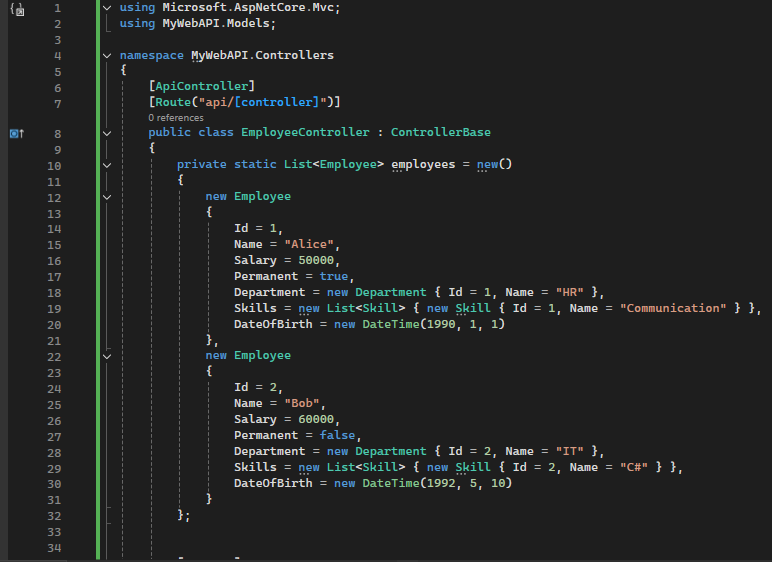 1 using Microsoft.AspNetCore.Mvc;
2 using MyWebAPI.Models;
3
4 namespace MyWebAPI.Controllers
5 {
6     [ApiController]
7     [Route("api/[controller]")]
    0 references
8     public class EmployeeController : ControllerBase
9     {
10         private static List<Employee> employees = new()
11         {
12             new Employee
13             {
14                 Id = 1,
15                 Name = "Alice",
16                 Salary = 50000,
17                 Permanent = true,
18                 Department = new Department { Id = 1, Name = "HR" },
19                 Skills = new List<Skill> { new Skill { Id = 1, Name = "Communication" } },
20                 DateOfBirth = new DateTime(1990, 1, 1)
21             },
22             new Employee
23             {
24                 Id = 2,
25                 Name = "Bob",
26                 Salary = 60000,
27                 Permanent = false,
28                 Department = new Department { Id = 2, Name = "IT" },
29                 Skills = new List<Skill> { new Skill { Id = 2, Name = "C#" } },
30                 DateOfBirth = new DateTime(1992, 5, 10)
31             }
32         };
33
34